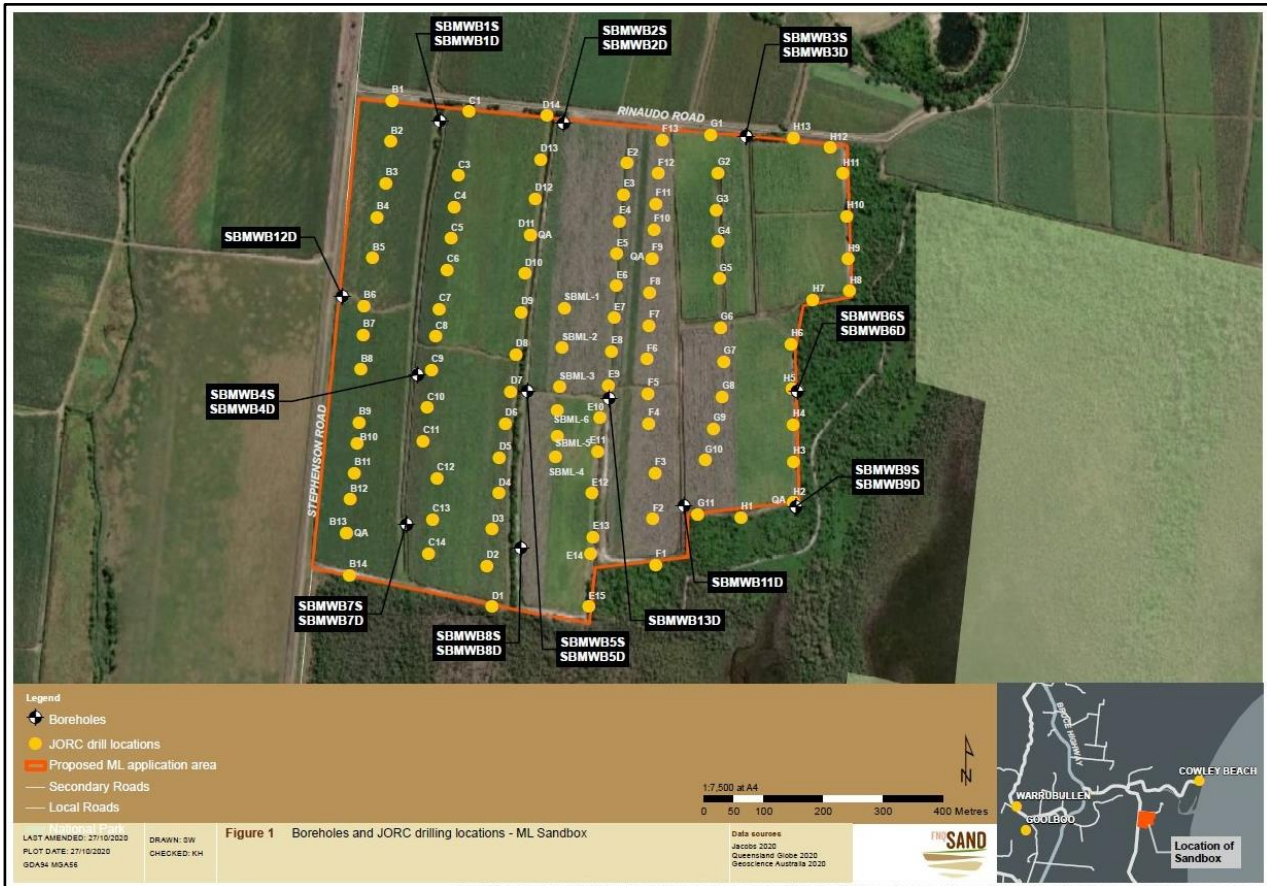 SBMWB1S
SBMWB1D
SBMWB2S
SBMWB2D
SBMWB3S
SBMWB3D
RINAUDO ROAD
B1
C1
D14
F13
G1
H13
H12
B2
D13
E2
F12
G2
H11
B3
C3
D12
E3
F11
G3
H10
B4
C4
D11
QA
E4
F10
G4
SBMWB12D
B5
C5
D10
E5
F9
QA
G5
H9
C6
E6
F8
H8
B6
C7
D9
SBML-1
E7
F7
G6
H7
SBMWB6S
SBMWB6D
B7
C8
D8
SBML-2
E8
F6
G7
H6
B8
C9
D7
SBML-3
E9
F5
G8
H5
SBMWB4S
SBMWB4D
C10
D6
SBML-6
E10
F4
G9
H4
B9
B10
C11
D5
SBML-5
SBML-4
E11
F3
G10
H3
B11
C12
D4
E12
SBMWB9S
SBMWB9D
STEPHENSON ROAD
B12
C13
D3
F2
G11
H1
H2
QA
B13
QA
C14
D2
E13
E14
F1
B14
D1
E15
SBMWB11D
SBMWB7S
SBMWB7D
SBMWB8S
SBMWB8D
SBMWB5S
SBMWB5D
SBMWB13D
Legend
Boreholes
JORC drill locations
Proposed ML application area
Secondary Roads
Local Roads
National Park
N
1:7,500 at A4
0 50 100 200 300 400 Metres
LAST AMENDED: 27/10/2020
PLOT DATE: 27/10/2020
GDA94 MGA56
DRAWN: SW
CHECKED: KH
Figure 1 Boreholes and JORC drilling locations - ML Sandbox
Data sources
Jacobs 2020
Queensland Globe 2020
Geoscience Australia 2020
FNQ SAND
BRUCE HIGHWAY
COWLEY BEACH
WARRUBULLEN
GOOLBOO
Location of
Sandbox